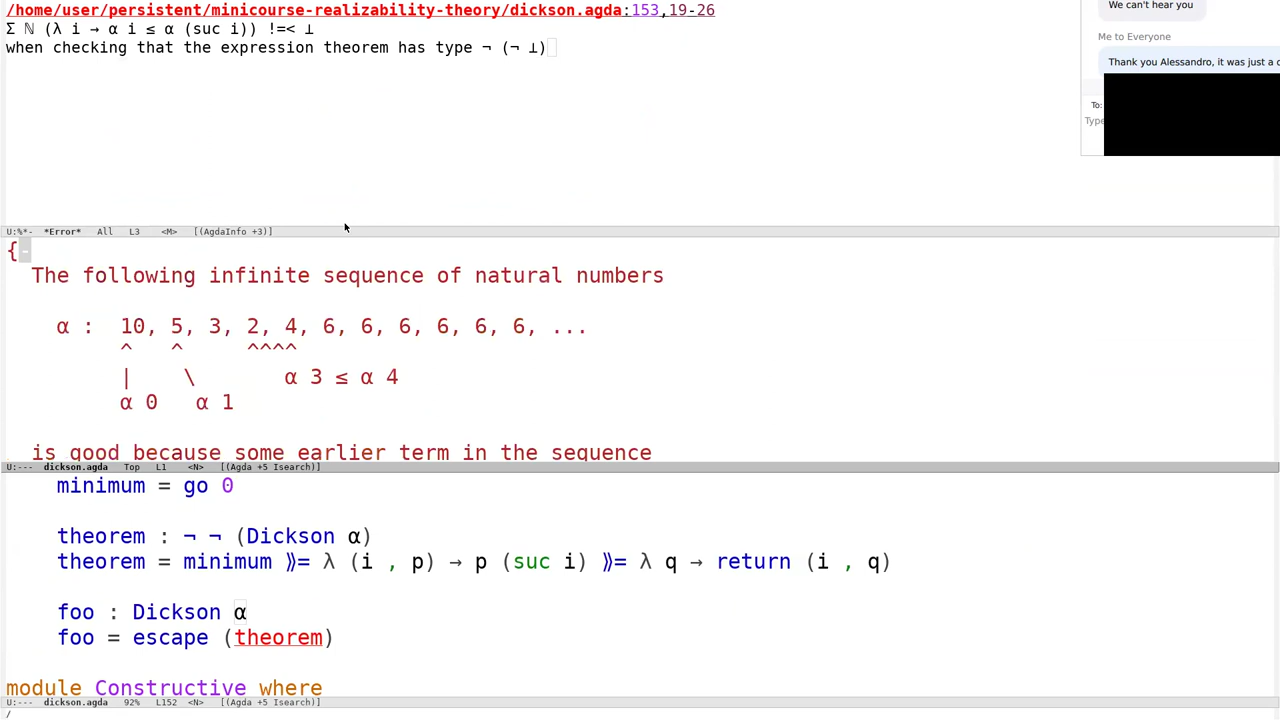 /home/user/persistent/minicourse-realizability-theory/dickson.agda:153,19-26
Σ ℕ (λ i → α i ≤ α (suc i)) !=< ⊥
when checking that the expression theorem has type ¬ (¬ ⊥)
We can't hear you
Me to Everyone
Thank you Alessandro, it was just a
To:
Type
U:%*-  *Error*   All   L3   <M>   [(AgdaInfo +3)]
{-
The following infinite sequence of natural numbers
α :  10, 5, 3, 2, 4, 6, 6, 6, 6, 6, 6, ...
^   ^     ^^^^
|    \       α 3 ≤ α 4
α 0   α 1
is good because some earlier term in the sequence
U:---  dickson.agda   Top   L1   <N>   [(Agda +5 Isearch)]
minimum = go 0
theorem : ¬ ¬ (Dickson α)
theorem = minimum ⟫= λ (i , p) → p (suc i) ⟫= λ q → return (i , q)
foo : Dickson α
foo = escape (theorem)
module Constructive where
U:---  dickson.agda   92%   L152   <N>   [(Agda +5 Isearch)]
/